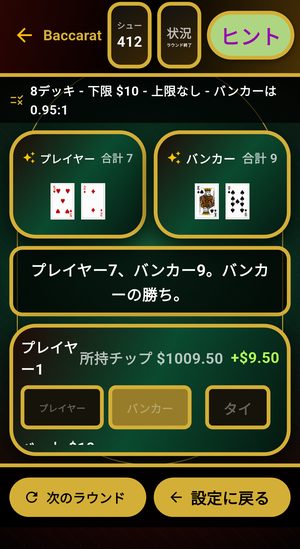 Baccarat
シュー
412
状況
ラウンド終了
ヒント
8デッキ - 下限 $10 - 上限なし - バンカーは
0.95:1
プレイヤー 合計 7
バンカー 合計 9
プレイヤー7、バンカー9。バンカ
ーの勝ち。
プレイヤ
ー1
所持チップ $1009.50 +$9.50
プレイヤー
バンカー
タイ
次のラウンド
設定に戻る